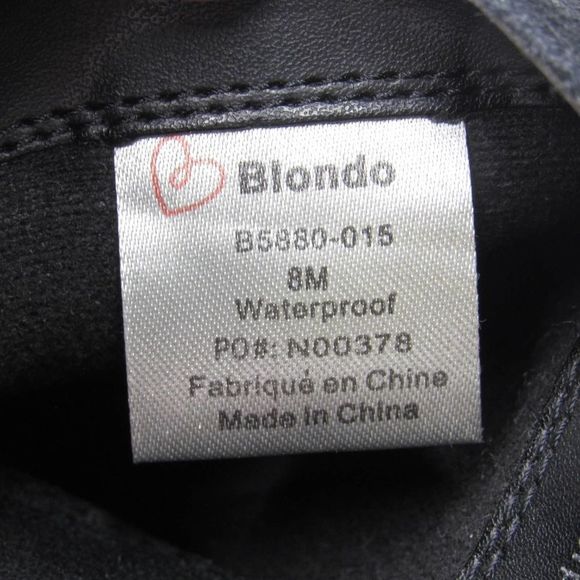 Blondo
B5880-015
8M
Waterproof
PO#: N00378
Fabriqué en Chine
Made in China